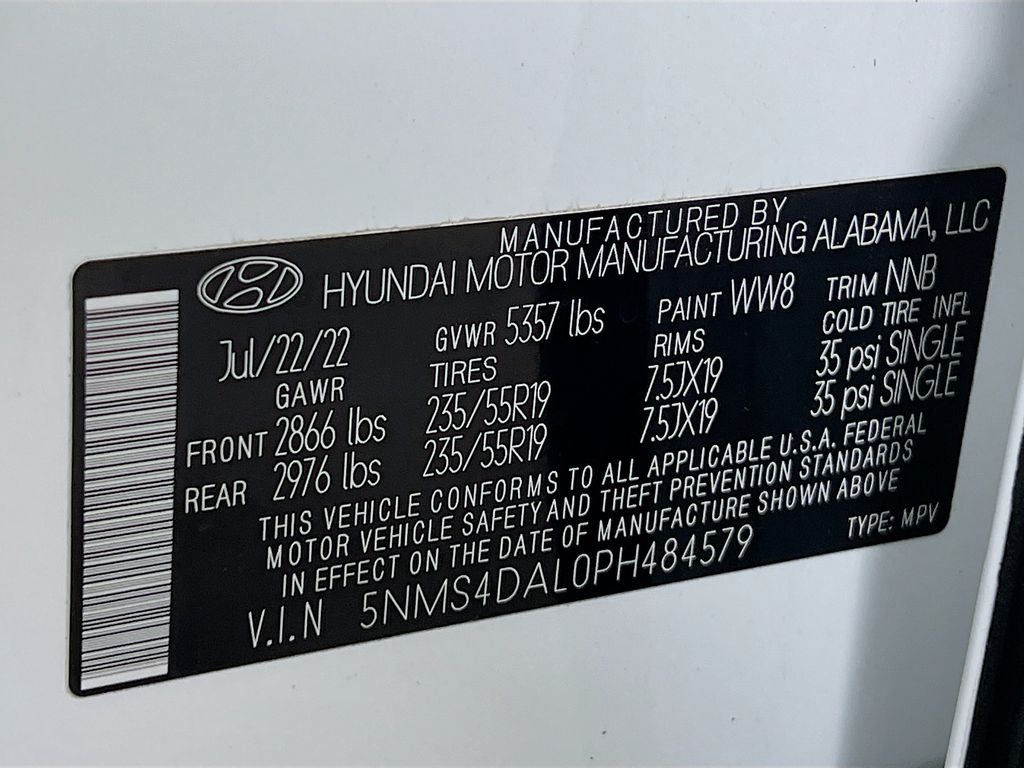 MANUFACTURED BY
HYUNDAI MOTOR MANUFACTURING ALABAMA, LLC
Jul/22/22 GVWR 5357 lbs PAINT WW8 TRIM NNB
GAWR TIRES RIMS COLD TIRE INFL
FRONT 2866 lbs 235/55R19 7.5JX19 35 psi SINGLE
REAR 2976 lbs 235/55R19 7.5JX19 35 psi SINGLE
THIS VEHICLE CONFORMS TO ALL APPLICABLE U.S.A. FEDERAL
MOTOR VEHICLE SAFETY AND THEFT PREVENTION STANDARDS
IN EFFECT ON THE DATE OF MANUFACTURE SHOWN ABOVE
V.I.N 5NMS4DAL0PH484579 TYPE: MPV